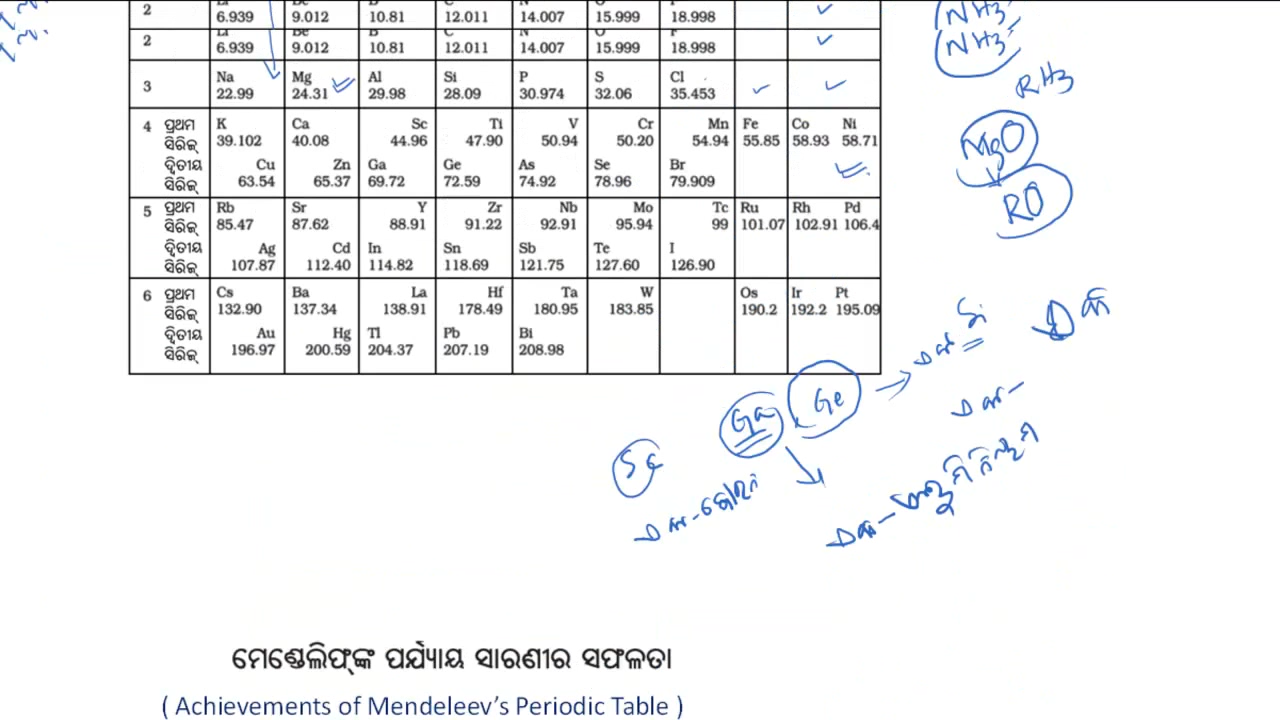 2 6.939 9.012 10.81 12.011 14.007 15.999 18.998
NH3
2 Li Be B C N O F
6.939 9.012 10.81 12.011 14.007 15.999 18.998
NH3
RH3
3 Na Mg Al Si P S Cl
22.99 24.31 29.98 28.09 30.974 32.06 35.453
MgO
RO
4 ପ୍ରଥମ K Ca Sc Ti V Cr Mn Fe Co Ni
ସିରିଜ୍ 39.102 40.08 44.96 47.90 50.94 50.20 54.94 55.85 58.93 58.71
ଦ୍ଵିତୀୟ Cu Zn Ga Ge As Se Br
ସିରିଜ୍ 63.54 65.37 69.72 72.59 74.92 78.96 79.909
5 ପ୍ରଥମ Rb Sr Y Zr Nb Mo Tc Ru Rh Pd
ସିରିଜ୍ 85.47 87.62 88.91 91.22 92.91 95.94 99 101.07 102.91 106.4
ଦ୍ଵିତୀୟ Ag Cd In Sn Sb Te I
ସିରିଜ୍ 107.87 112.40 114.82 118.69 121.75 127.60 126.90
6 ପ୍ରଥମ Cs Ba La Hf Ta W Os Ir Pt
ସିରିଜ୍ 132.90 137.34 138.91 178.49 180.95 183.85 190.2 192.2 195.09
ଦ୍ଵିତୀୟ Au Hg Tl Pb Bi
ସିରିଜ୍ 196.97 200.59 204.37 207.19 208.98
Ga Ge
Sc
ମେଣ୍ଡେଲିଫ୍‌ଙ୍କ ପର୍ଯ୍ୟାୟ ସାରଣୀର ସଫଳତା
( Achievements of Mendeleev’s Periodic Table )